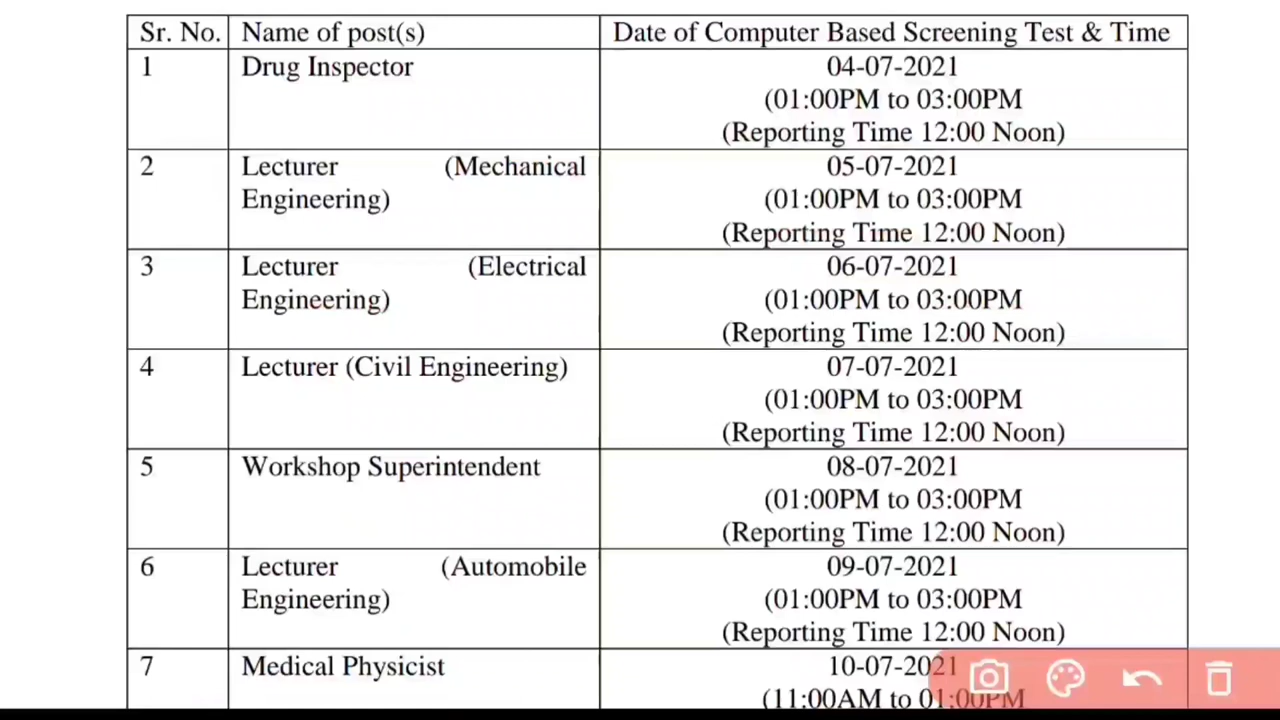 Sr. No. Name of post(s) Date of Computer Based Screening Test & Time
1 Drug Inspector 04-07-2021
(01:00PM to 03:00PM
(Reporting Time 12:00 Noon)
2 Lecturer (Mechanical 05-07-2021
Engineering) (01:00PM to 03:00PM
(Reporting Time 12:00 Noon)
3 Lecturer (Electrical 06-07-2021
Engineering) (01:00PM to 03:00PM
(Reporting Time 12:00 Noon)
4 Lecturer (Civil Engineering) 07-07-2021
(01:00PM to 03:00PM
(Reporting Time 12:00 Noon)
5 Workshop Superintendent 08-07-2021
(01:00PM to 03:00PM
(Reporting Time 12:00 Noon)
6 Lecturer (Automobile 09-07-2021
Engineering) (01:00PM to 03:00PM
(Reporting Time 12:00 Noon)
7 Medical Physicist 10-07-2021
(11:00AM to 01:00PM